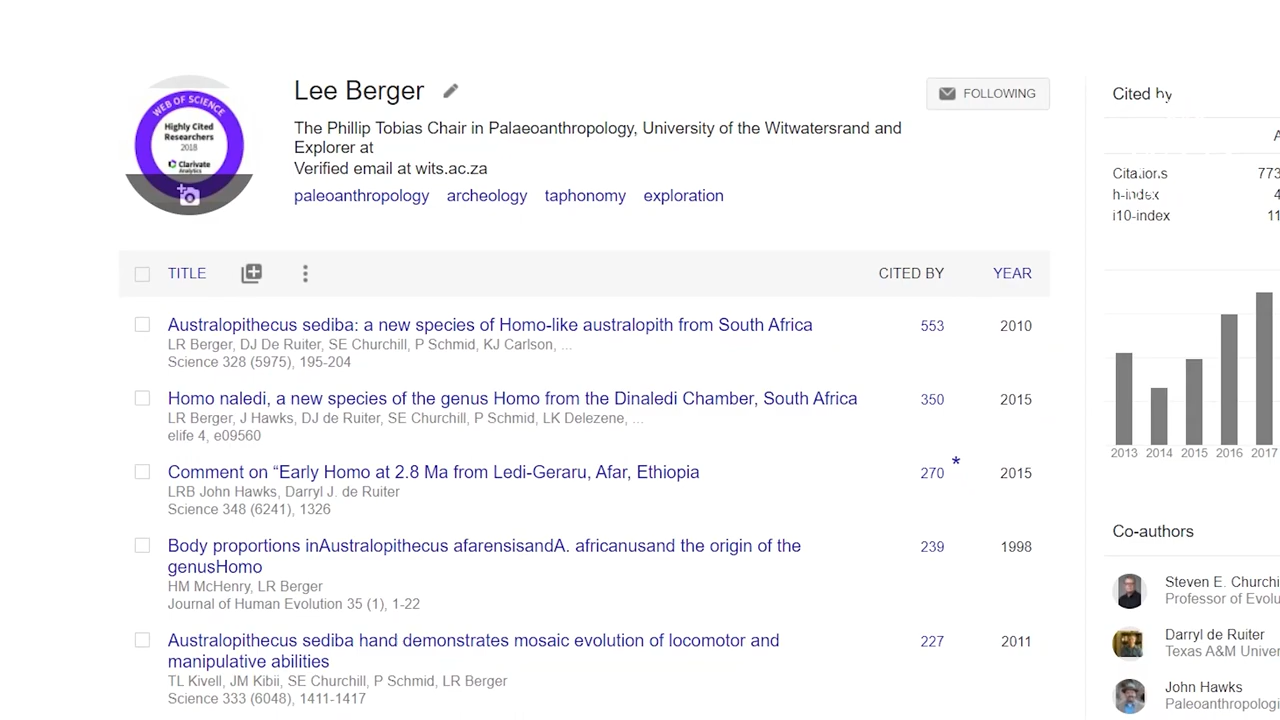 WEB OF SCIENCE
Highly Cited
Researchers
2018
Clarivate
Analytics
Lee Berger
FOLLOWING
The Phillip Tobias Chair in Palaeoanthropology, University of the Witwatersrand and
Explorer at
Verified email at wits.ac.za
paleoanthropology archeology taphonomy exploration
TITLE CITED BY YEAR
Australopithecus sediba: a new species of Homo-like australopith from South Africa 553 2010
LR Berger, DJ De Ruiter, SE Churchill, P Schmid, KJ Carlson, ...
Science 328 (5975), 195-204
Homo naledi, a new species of the genus Homo from the Dinaledi Chamber, South Africa 350 2015
LR Berger, J Hawks, DJ de Ruiter, SE Churchill, P Schmid, LK Delezene, ...
elife 4, e09560
Comment on “Early Homo at 2.8 Ma from Ledi-Geraru, Afar, Ethiopia 270 * 2015
LRB John Hawks, Darryl J. de Ruiter
Science 348 (6241), 1326
Body proportions inAustralopithecus afarensisandA. africanusand the origin of the 239 1998
genusHomo
HM McHenry, LR Berger
Journal of Human Evolution 35 (1), 1-22
Australopithecus sediba hand demonstrates mosaic evolution of locomotor and 227 2011
manipulative abilities
TL Kivell, JM Kibii, SE Churchill, P Schmid, LR Berger
Science 333 (6048), 1411-1417
Cited by
A
Citations 773
h-index 4
i10-index 11
2013 2014 2015 2016 2017
Co-authors
Steven E. Churchi
Professor of Evolu
Darryl de Ruiter
Texas A&M Univer
John Hawks
Paleoanthropologi